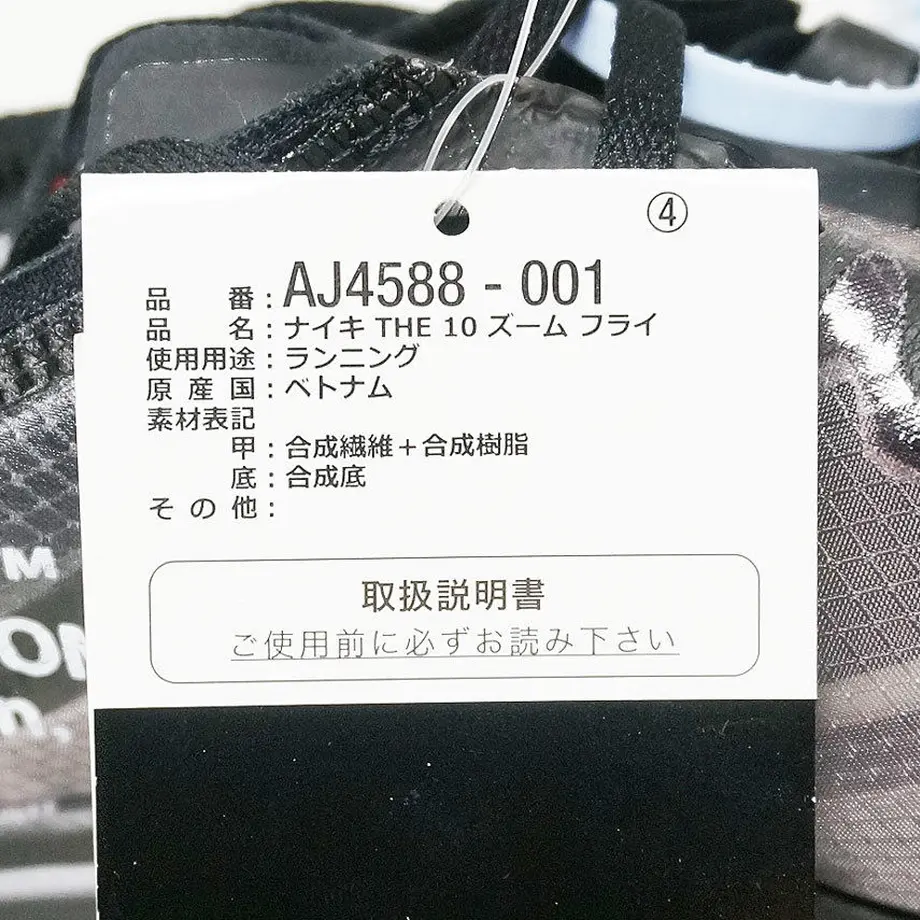 ④
品 番：AJ4588 - 001
品 名：ナイキ THE 10 ズーム フライ
使用用途：ランニング
原 産 国：ベトナム
素材表記
甲：合成繊維＋合成樹脂
底：合成底
そ の 他：
取扱説明書
ご使用前に必ずお読み下さい